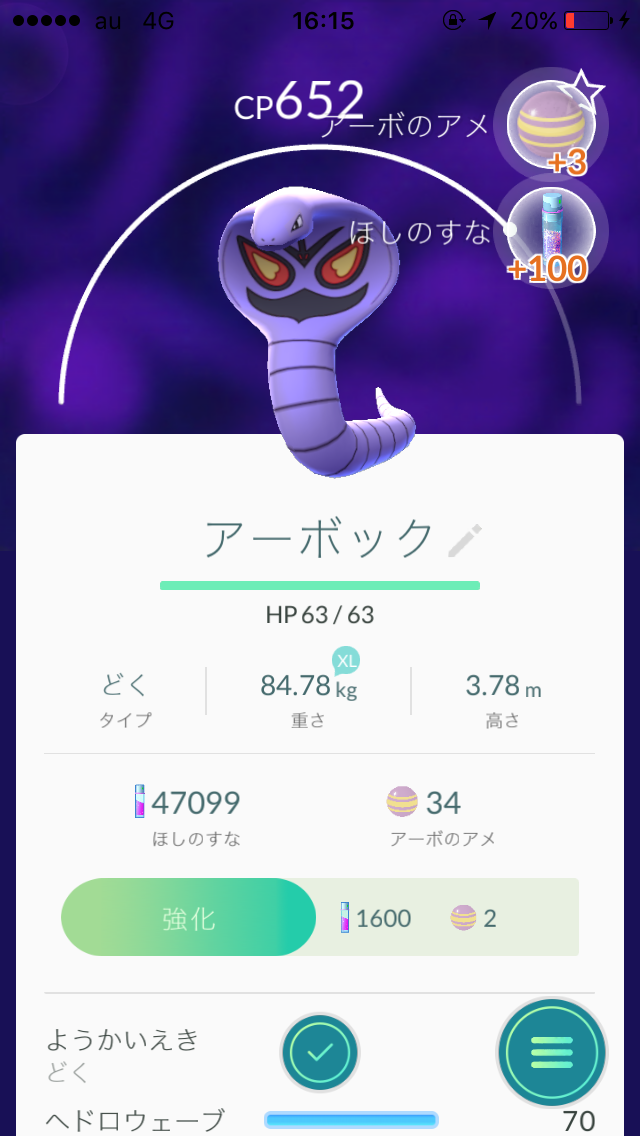 au 4G 16:15 20%
CP652
アーボのアメ
+3
ほしのすな
+100
アーボック
HP 63 / 63
XL
どく 84.78 kg 3.78 m
タイプ 重さ 高さ
47099 34
ほしのすな アーボのアメ
強化 1600 2
ようかいえき
どく
ヘドロウェーブ 70